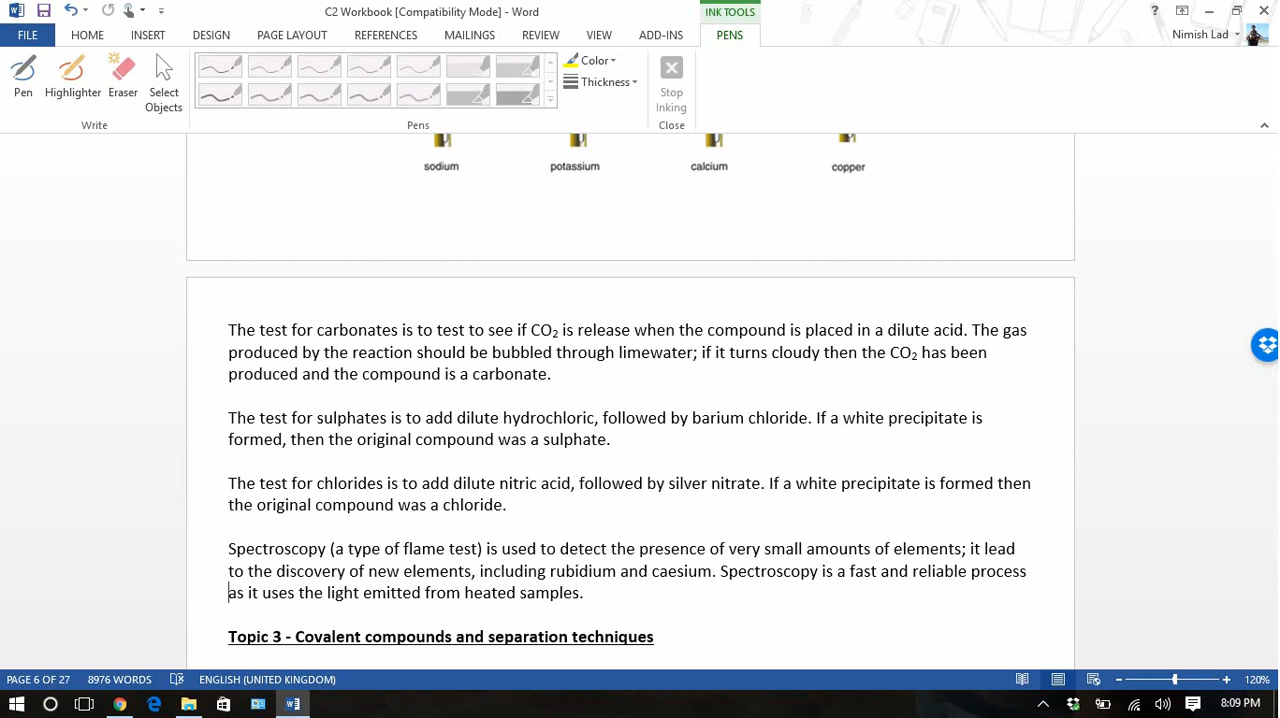 C2 Workbook [Compatibility Mode] - Word
INK TOOLS
?
FILE HOME INSERT DESIGN PAGE LAYOUT REFERENCES MAILINGS REVIEW VIEW ADD-INS PENS Nimish Lad
Pen Highlighter Eraser Select Objects
Color
Thickness
Stop Inking
Write Pens Close
sodium potassium calcium copper
The test for carbonates is to test to see if CO₂ is release when the compound is placed in a dilute acid. The gas
produced by the reaction should be bubbled through limewater; if it turns cloudy then the CO₂ has been
produced and the compound is a carbonate.
The test for sulphates is to add dilute hydrochloric, followed by barium chloride. If a white precipitate is
formed, then the original compound was a sulphate.
The test for chlorides is to add dilute nitric acid, followed by silver nitrate. If a white precipitate is formed then
the original compound was a chloride.
Spectroscopy (a type of flame test) is used to detect the presence of very small amounts of elements; it lead
to the discovery of new elements, including rubidium and caesium. Spectroscopy is a fast and reliable process
as it uses the light emitted from heated samples.
Topic 3 - Covalent compounds and separation techniques
PAGE 6 OF 27 8976 WORDS ENGLISH (UNITED KINGDOM) 120%
8:09 PM